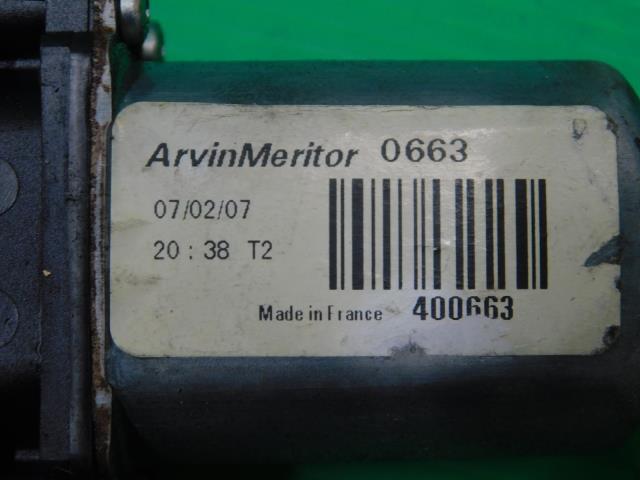 ArvinMeritor 0663
07/02/07
20:38 T2
Made in France 400663